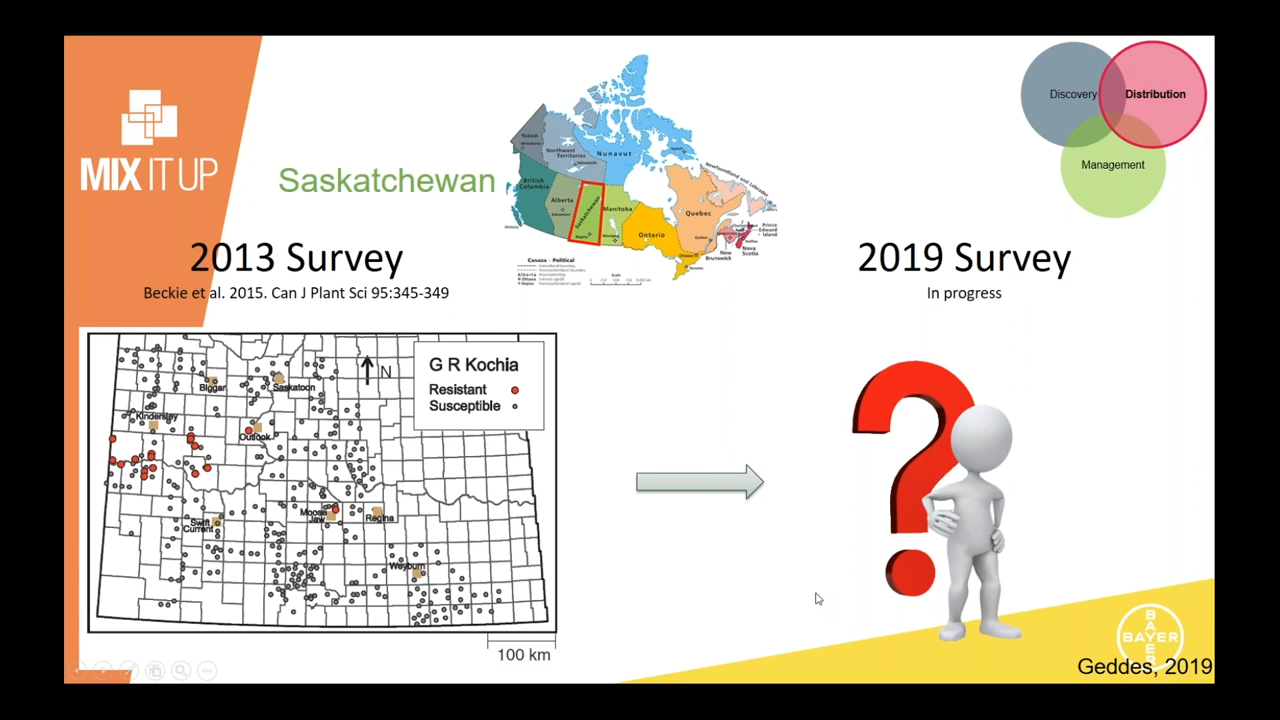 MIX IT UP
Saskatchewan
Discovery
Distribution
Management
Yukon
Northwest
Territories
Nunavut
British
Columbia
Alberta
Saskatchewan
Manitoba
Ontario
Quebec
Newfoundland and Labrador
Prince
Edward
Island
Nova
Scotia
New
Brunswick
CANADA - Political
2013 Survey
Beckie et al. 2015. Can J Plant Sci 95:345-349
2019 Survey
In progress
G R Kochia
Resistant
Susceptible
N
Biggar
Saskatoon
Kindersley
Outlook
Swift
Current
Moose
Jaw
Regina
Weyburn
100 km
BAYER
BAYER
Geddes, 2019